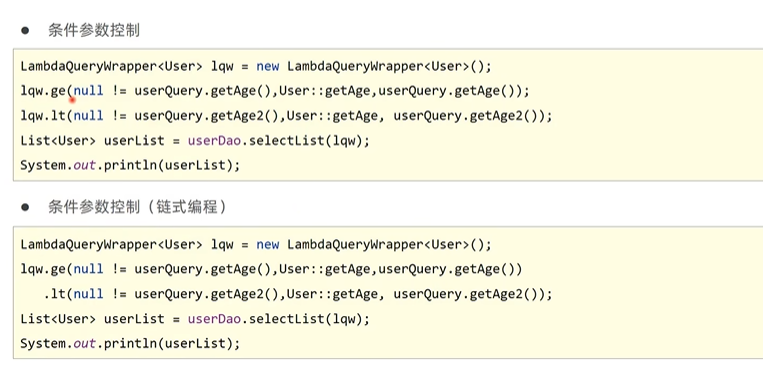 ● 条件参数控制
LambdaQueryWrapper<User> lqw = new LambdaQueryWrapper<User>();
lqw.ge(null != userQuery.getAge(),User::getAge,userQuery.getAge());
lqw.lt(null != userQuery.getAge2(),User::getAge, userQuery.getAge2());
List<User> userList = userDao.selectList(lqw);
System.out.println(userList);
● 条件参数控制（链式编程）
LambdaQueryWrapper<User> lqw = new LambdaQueryWrapper<User>();
lqw.ge(null != userQuery.getAge(),User::getAge,userQuery.getAge())
   .lt(null != userQuery.getAge2(),User::getAge, userQuery.getAge2());
List<User> userList = userDao.selectList(lqw);
System.out.println(userList);